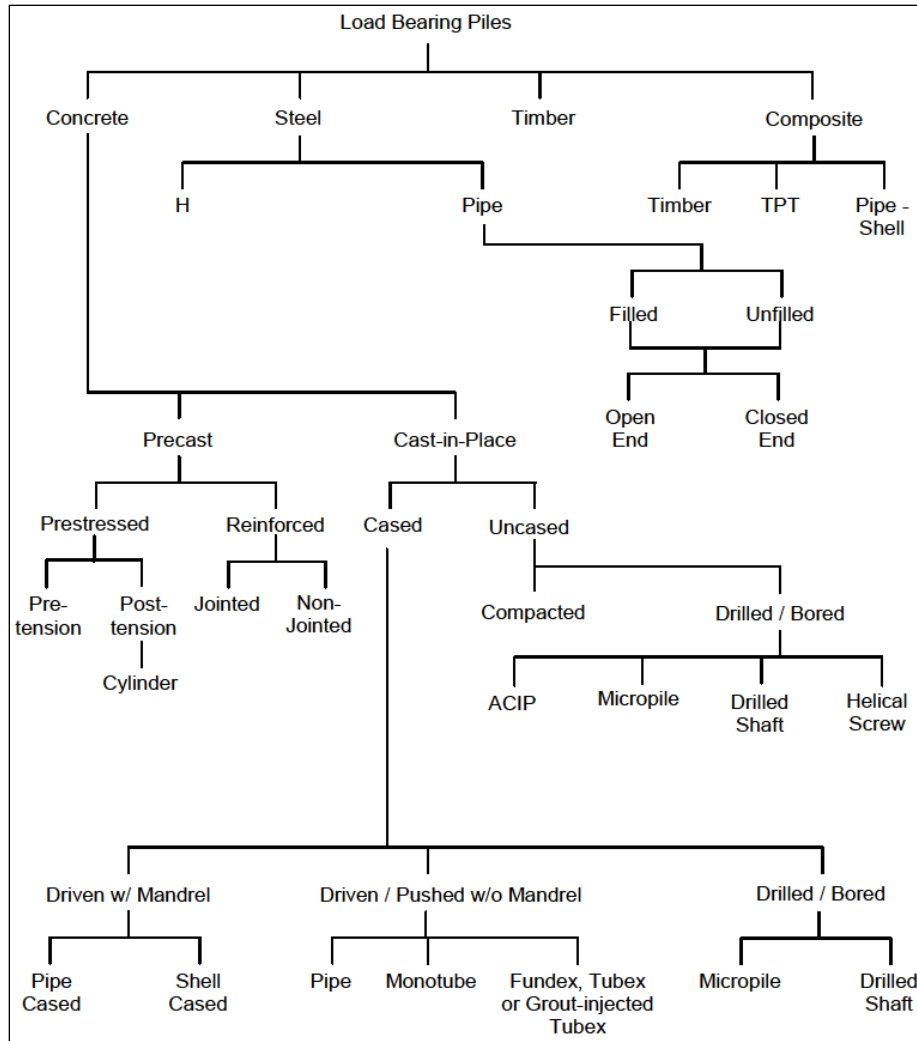 Load Bearing Piles
Concrete
Steel
Timber
Composite
H
Pipe
Timber
TPT
Pipe -
Shell
Filled
Unfilled
Open
End
Closed
End
Precast
Cast-in-Place
Prestressed
Reinforced
Cased
Uncased
Pre-
tension
Post-
tension
Jointed
Non-
Jointed
Compacted
Drilled / Bored
Cylinder
ACIP
Micropile
Drilled
Shaft
Helical
Screw
Driven w/ Mandrel
Driven / Pushed w/o Mandrel
Drilled / Bored
Pipe
Cased
Shell
Cased
Pipe
Monotube
Fundex, Tubex
or Grout-injected
Tubex
Micropile
Drilled
Shaft